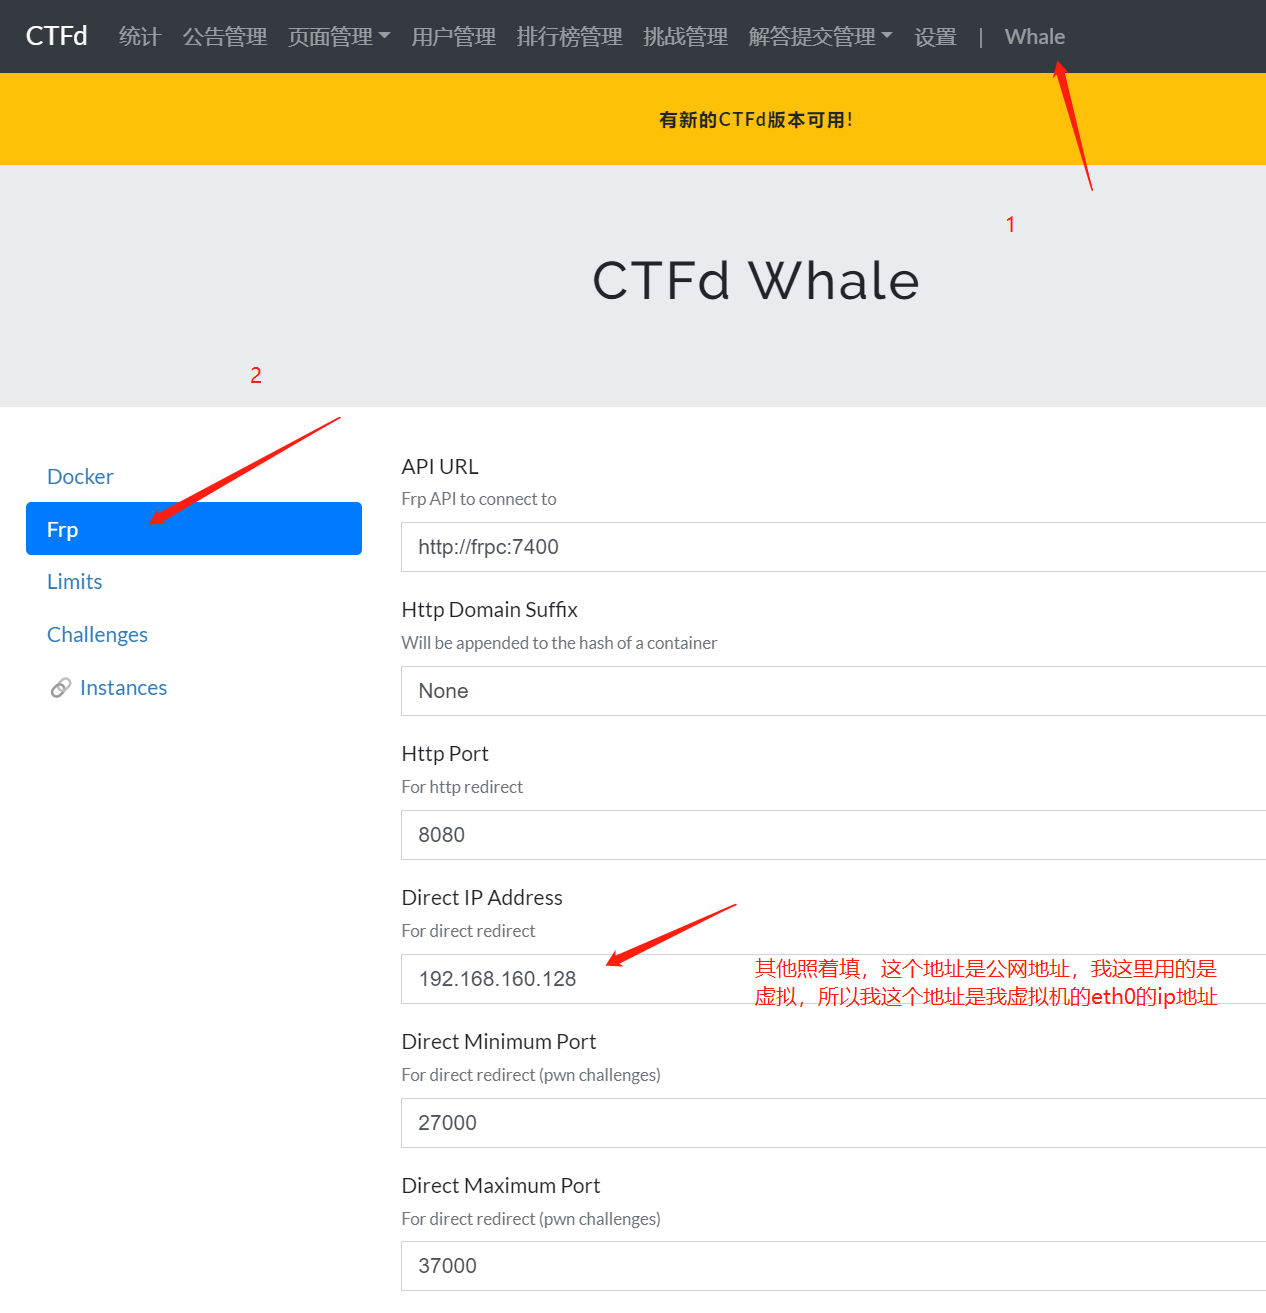 CTFd 统计 公告管理 页面管理 用户管理 排行榜管理 挑战管理 解答提交管理 设置 | Whale
有新的CTFd版本可用!
1
CTFd Whale
2
Docker
Frp
Limits
Challenges
Instances
API URL
Frp API to connect to
http://frpc:7400
Http Domain Suffix
Will be appended to the hash of a container
None
Http Port
For http redirect
8080
Direct IP Address
For direct redirect
192.168.160.128
其他照着填，这个地址是公网地址，我这里用的是
虚拟，所以我这个地址是我虚拟机的eth0的ip地址
Direct Minimum Port
For direct redirect (pwn challenges)
27000
Direct Maximum Port
For direct redirect (pwn challenges)
37000